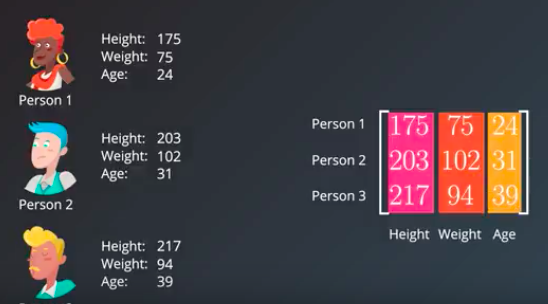 Height: 175
Weight: 75
Age: 24
Person 1
Height: 203
Weight: 102
Age: 31
Person 2
Height: 217
Weight: 94
Age: 39
Person 1 175 75 24
Person 2 203 102 31
Person 3 217 94 39
Height Weight Age